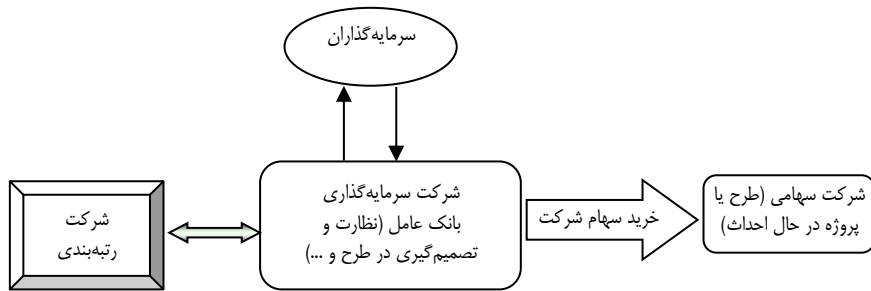 سرمایه‌گذاران
شرکت سهامی (طرح یا
پروژه در حال احداث)
خرید سهام شرکت
شرکت سرمایه‌گذاری
بانک عامل (نظارت و
تصمیم‌گیری در طرح و ...)
شرکت
رتبه‌بندی